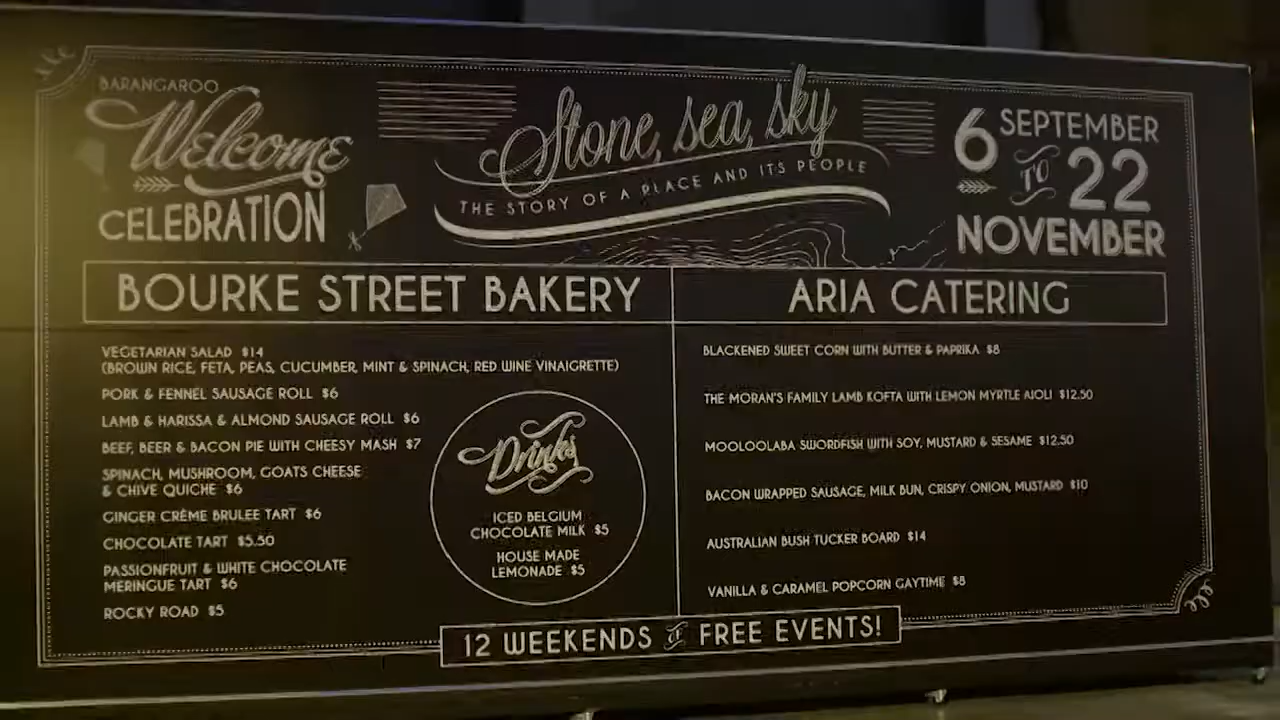 BARANGAROO
Welcome
CELEBRATION
Stone, sea, sky
THE STORY OF A PLACE AND ITS PEOPLE
6 SEPTEMBER
TO 22
NOVEMBER
BOURKE STREET BAKERY
VEGETARIAN SALAD $14
(BROWN RICE, FETA, PEAS, CUCUMBER, MINT & SPINACH, RED WINE VINAIGRETTE)
PORK & FENNEL SAUSAGE ROLL $6
LAMB & HARISSA & ALMOND SAUSAGE ROLL $6
BEEF, BEER & BACON PIE WITH CHEESY MASH $7
SPINACH, MUSHROOM, GOATS CHEESE
& CHIVE QUICHE $6
GINGER CRÈME BRULEE TART $6
CHOCOLATE TART $5.50
PASSIONFRUIT & WHITE CHOCOLATE
MERINGUE TART $6
ROCKY ROAD $5
Drinks
ICED BELGIUM
CHOCOLATE MILK $5
HOUSE MADE
LEMONADE $5
ARIA CATERING
BLACKENED SWEET CORN WITH BUTTER & PAPRIKA $8
THE MORAN'S FAMILY LAMB KOFTA WITH LEMON MYRTLE AIOLI $12.50
MOOLOOLABA SWORDFISH WITH SOY, MUSTARD & SESAME $12.50
BACON WRAPPED SAUSAGE, MILK BUN, CRISPY ONION, MUSTARD $10
AUSTRALIAN BUSH TUCKER BOARD $14
VANILLA & CARAMEL POPCORN GAYTIME $8
12 WEEKENDS OF FREE EVENTS!